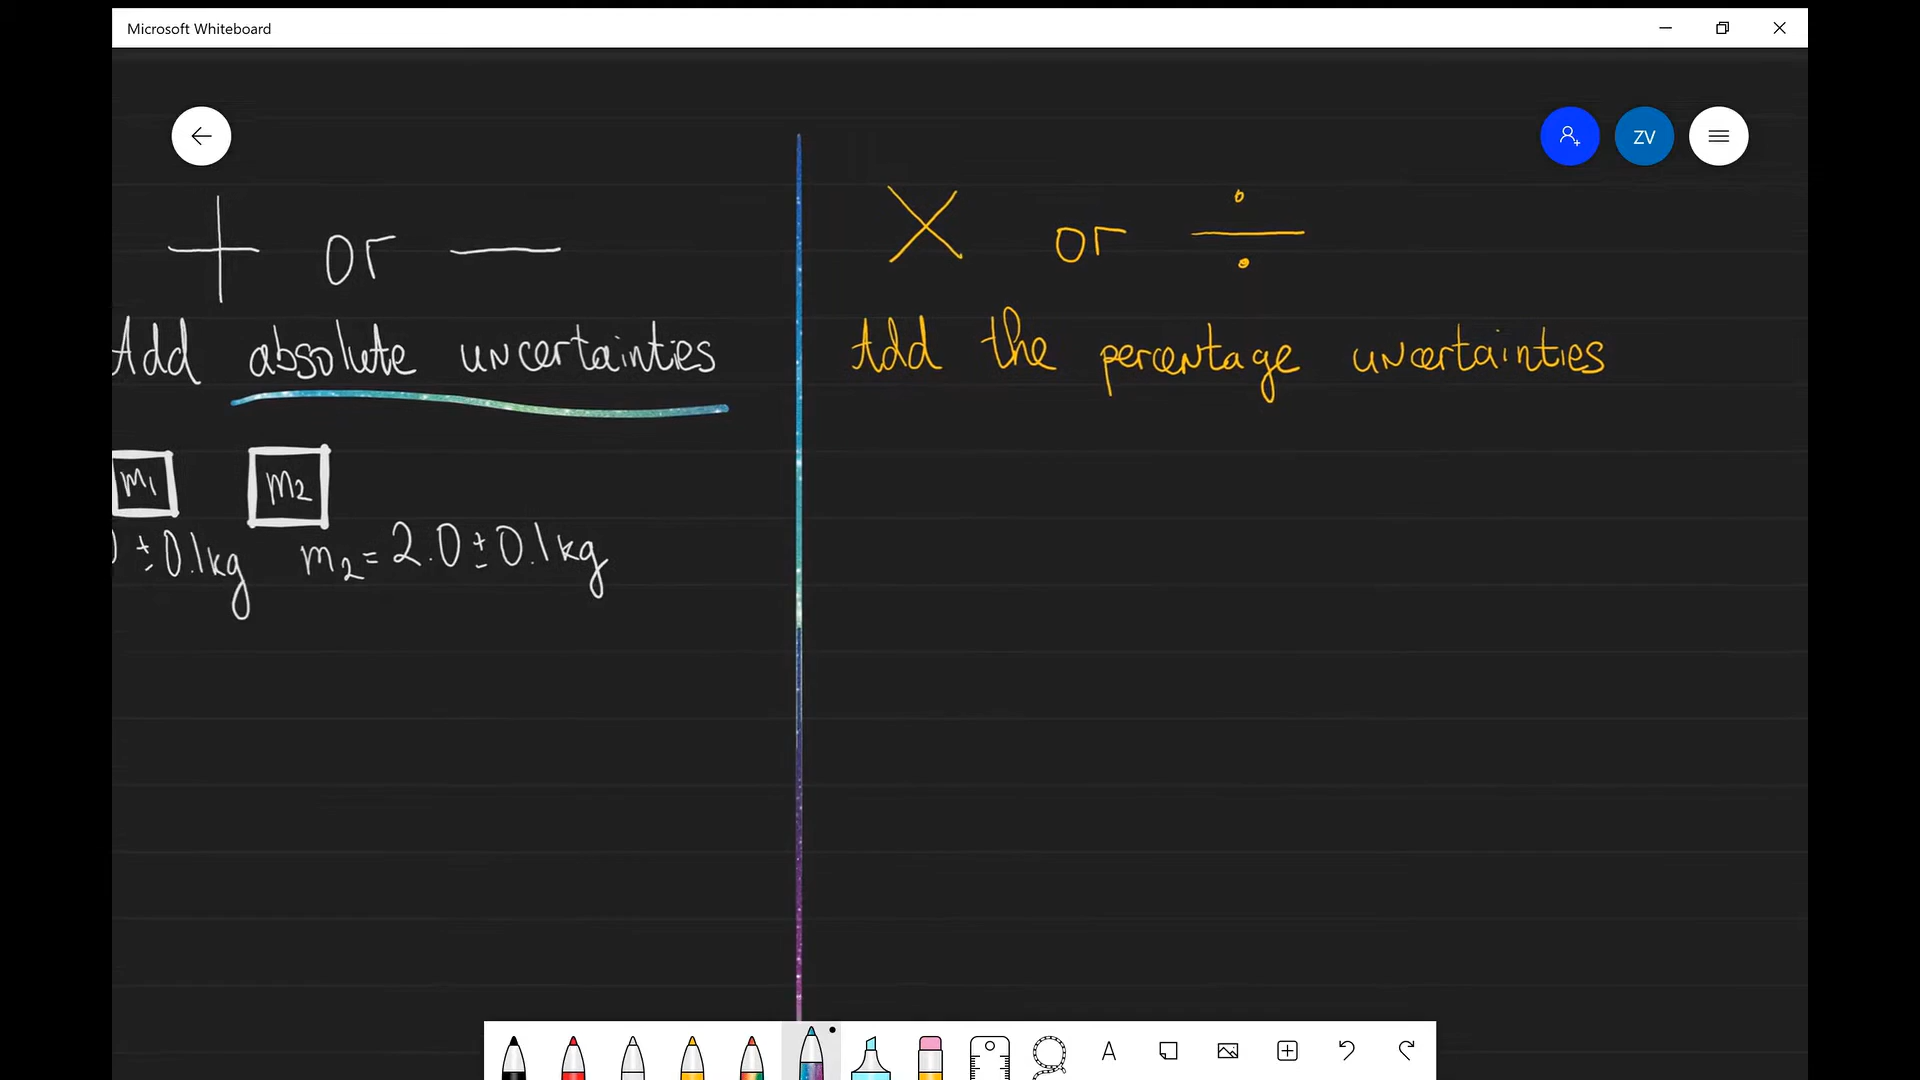 Microsoft Whiteboard
ZV
+ or −
Add absolute uncertainties
m₁ m₂
± 0.1kg m₂ = 2.0 ± 0.1kg
× or ÷
Add the percentage uncertainties
A